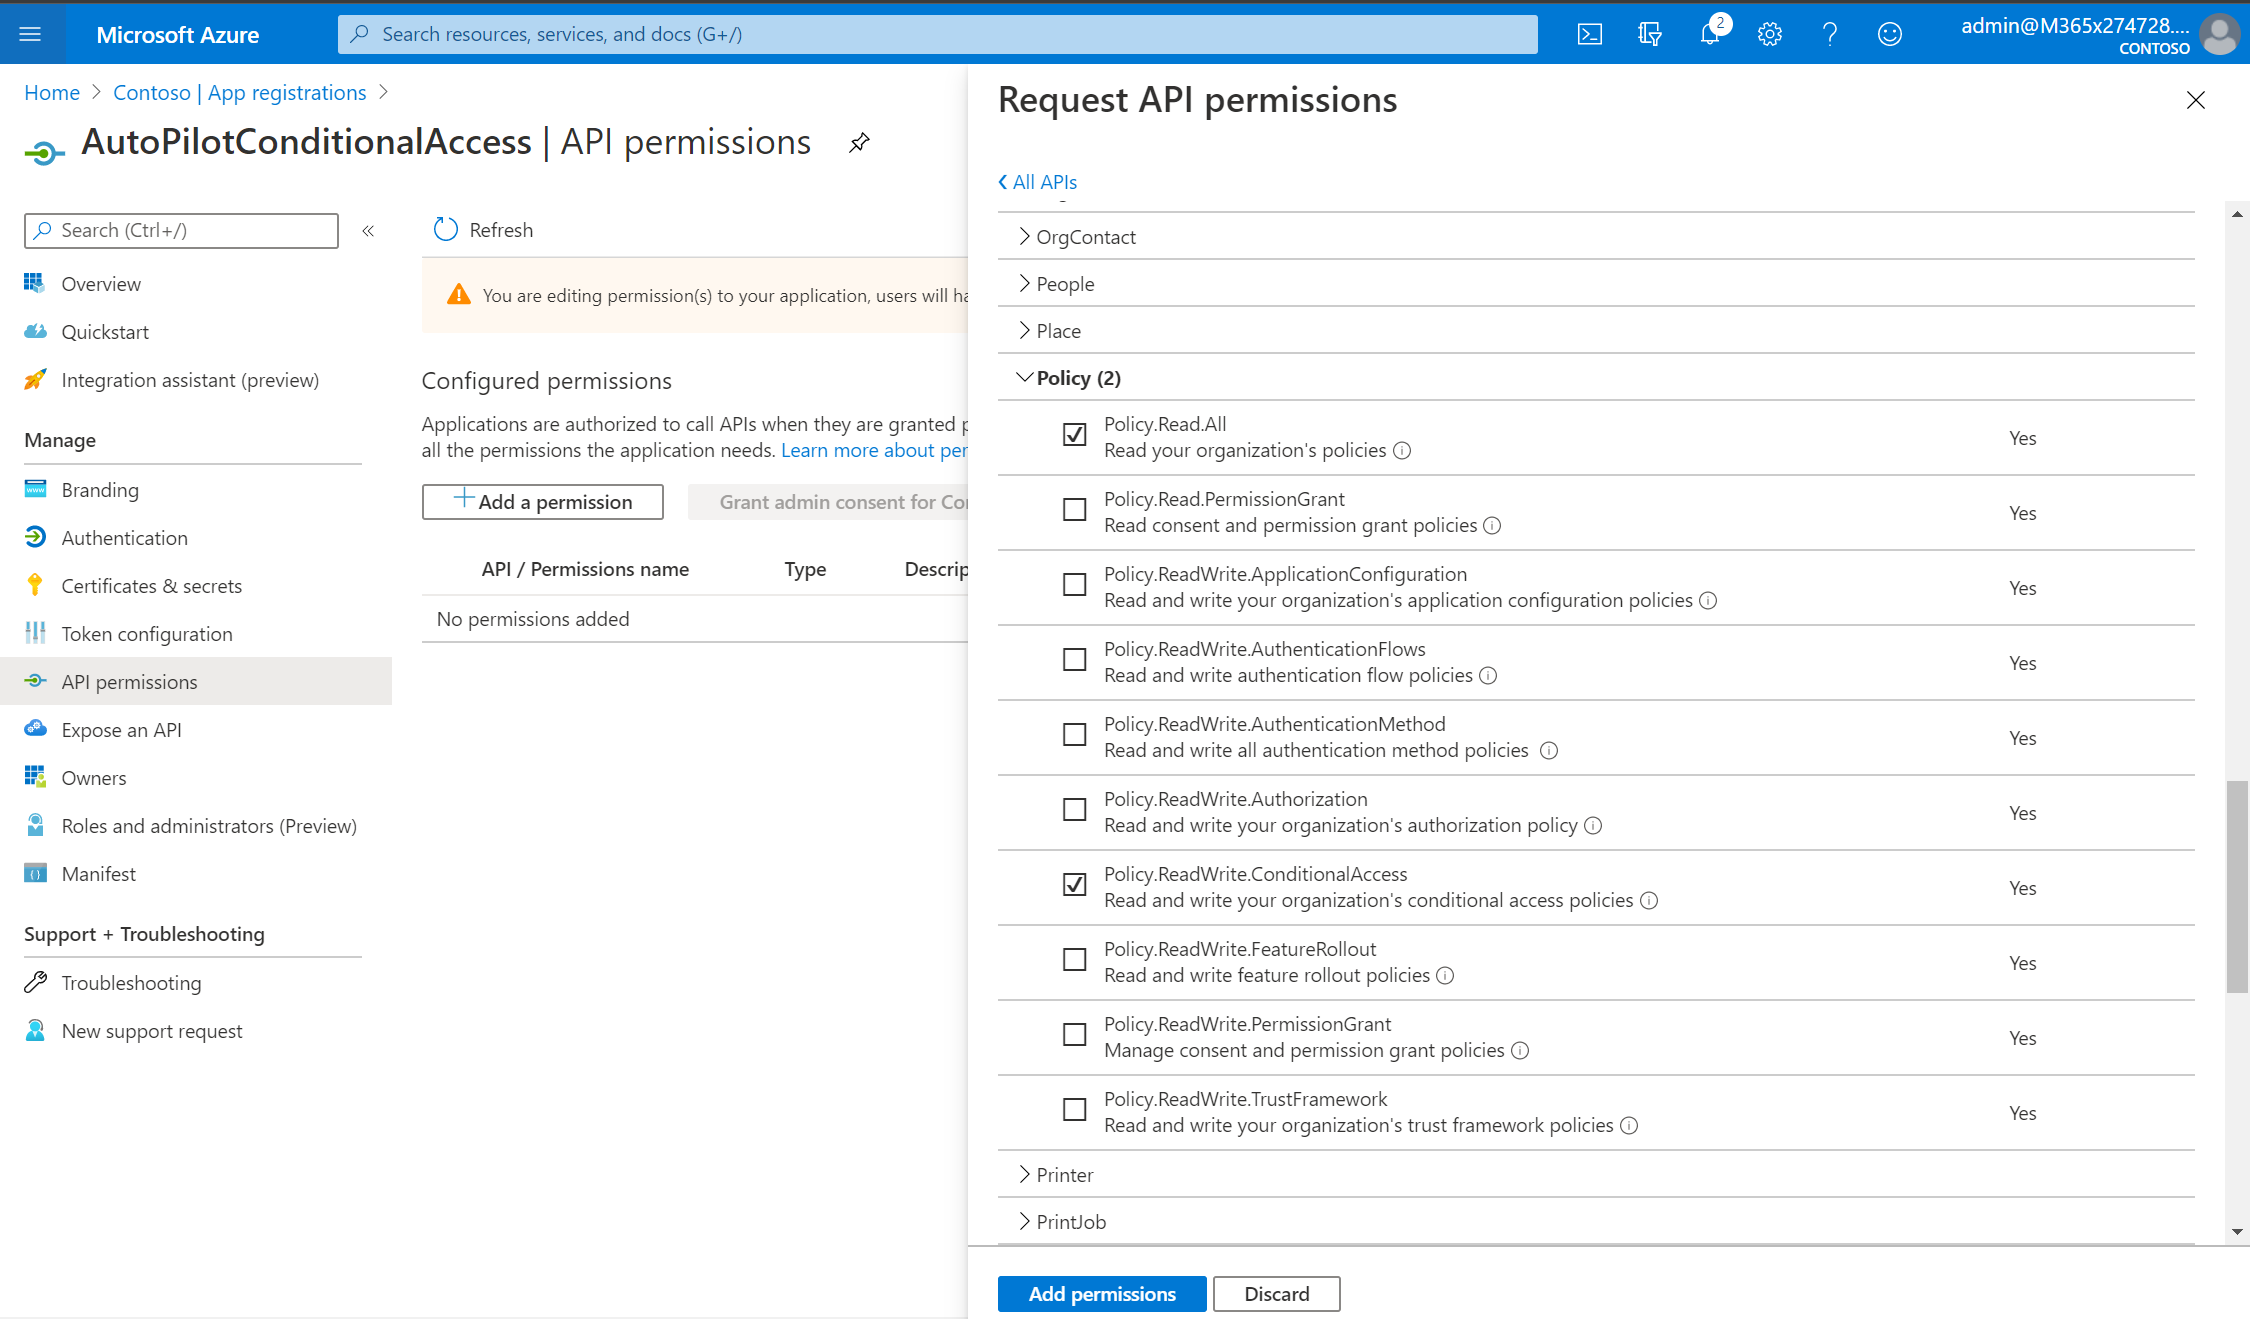 Microsoft Azure
Search resources, services, and docs (G+/)
2
admin@M365x274728....
CONTOSO
Home > Contoso | App registrations >
AutoPilotConditionalAccess | API permissions
Search (Ctrl+/)
«
Overview
Quickstart
Integration assistant (preview)
Manage
Branding
Authentication
Certificates & secrets
Token configuration
API permissions
Expose an API
Owners
Roles and administrators (Preview)
Manifest
Support + Troubleshooting
Troubleshooting
New support request
Refresh
You are editing permission(s) to your application, users will ha
Configured permissions
Applications are authorized to call APIs when they are granted p
all the permissions the application needs. Learn more about per
Add a permission
Grant admin consent for Co
API / Permissions name Type Descrip
No permissions added
Request API permissions
All APIs
OrgContact
People
Place
Policy (2)
Policy.Read.All
Read your organization's policies
Yes
Policy.Read.PermissionGrant
Read consent and permission grant policies
Yes
Policy.ReadWrite.ApplicationConfiguration
Read and write your organization's application configuration policies
Yes
Policy.ReadWrite.AuthenticationFlows
Read and write authentication flow policies
Yes
Policy.ReadWrite.AuthenticationMethod
Read and write all authentication method policies
Yes
Policy.ReadWrite.Authorization
Read and write your organization's authorization policy
Yes
Policy.ReadWrite.ConditionalAccess
Read and write your organization's conditional access policies
Yes
Policy.ReadWrite.FeatureRollout
Read and write feature rollout policies
Yes
Policy.ReadWrite.PermissionGrant
Manage consent and permission grant policies
Yes
Policy.ReadWrite.TrustFramework
Read and write your organization's trust framework policies
Yes
Printer
PrintJob
Add permissions
Discard